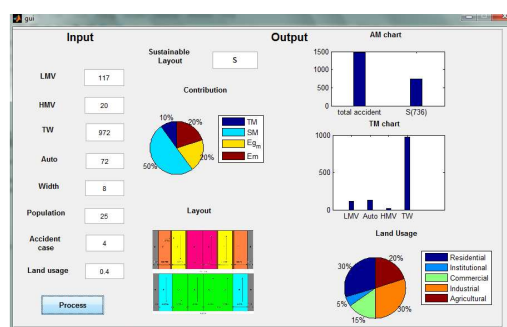 gui
Input
Output
Sustainable
Layout
S
LMV
117
HMV
20
TW
972
Auto
72
Width
8
Population
25
Accident
case
4
Land usage
0.4
Process
Contribution
10%
20%
20%
50%
TM
SM
Eg_m
Em
Layout
AM chart
1500
1000
500
0
total accident
S(736)
TM chart
1000
500
0
LMV Auto HMV TW
Land Usage
30%
20%
5%
15%
30%
Residential
Institutional
Commercial
Industrial
Agricultural